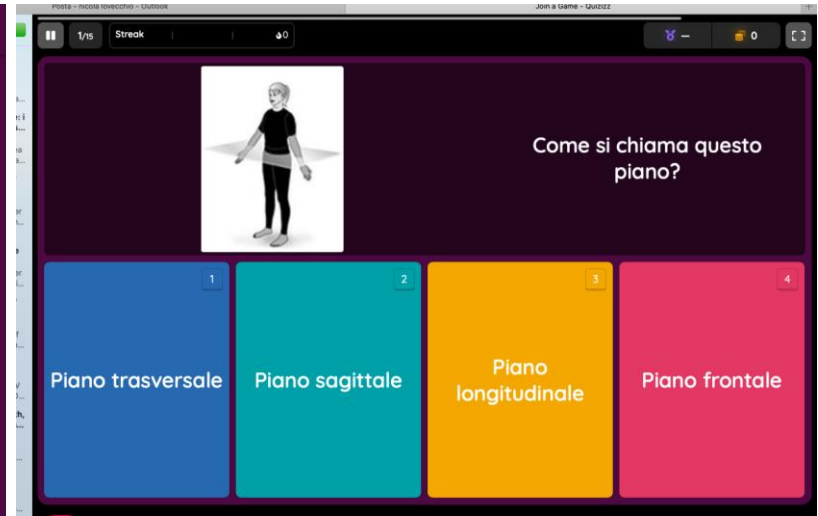 Posta - nicola lovecchio - Outlook
Join a Game - Quizizz
1/15
Streak
0
0
Come si chiama questo
piano?
1
2
3
4
Piano trasversale
Piano sagittale
Piano
longitudinale
Piano frontale